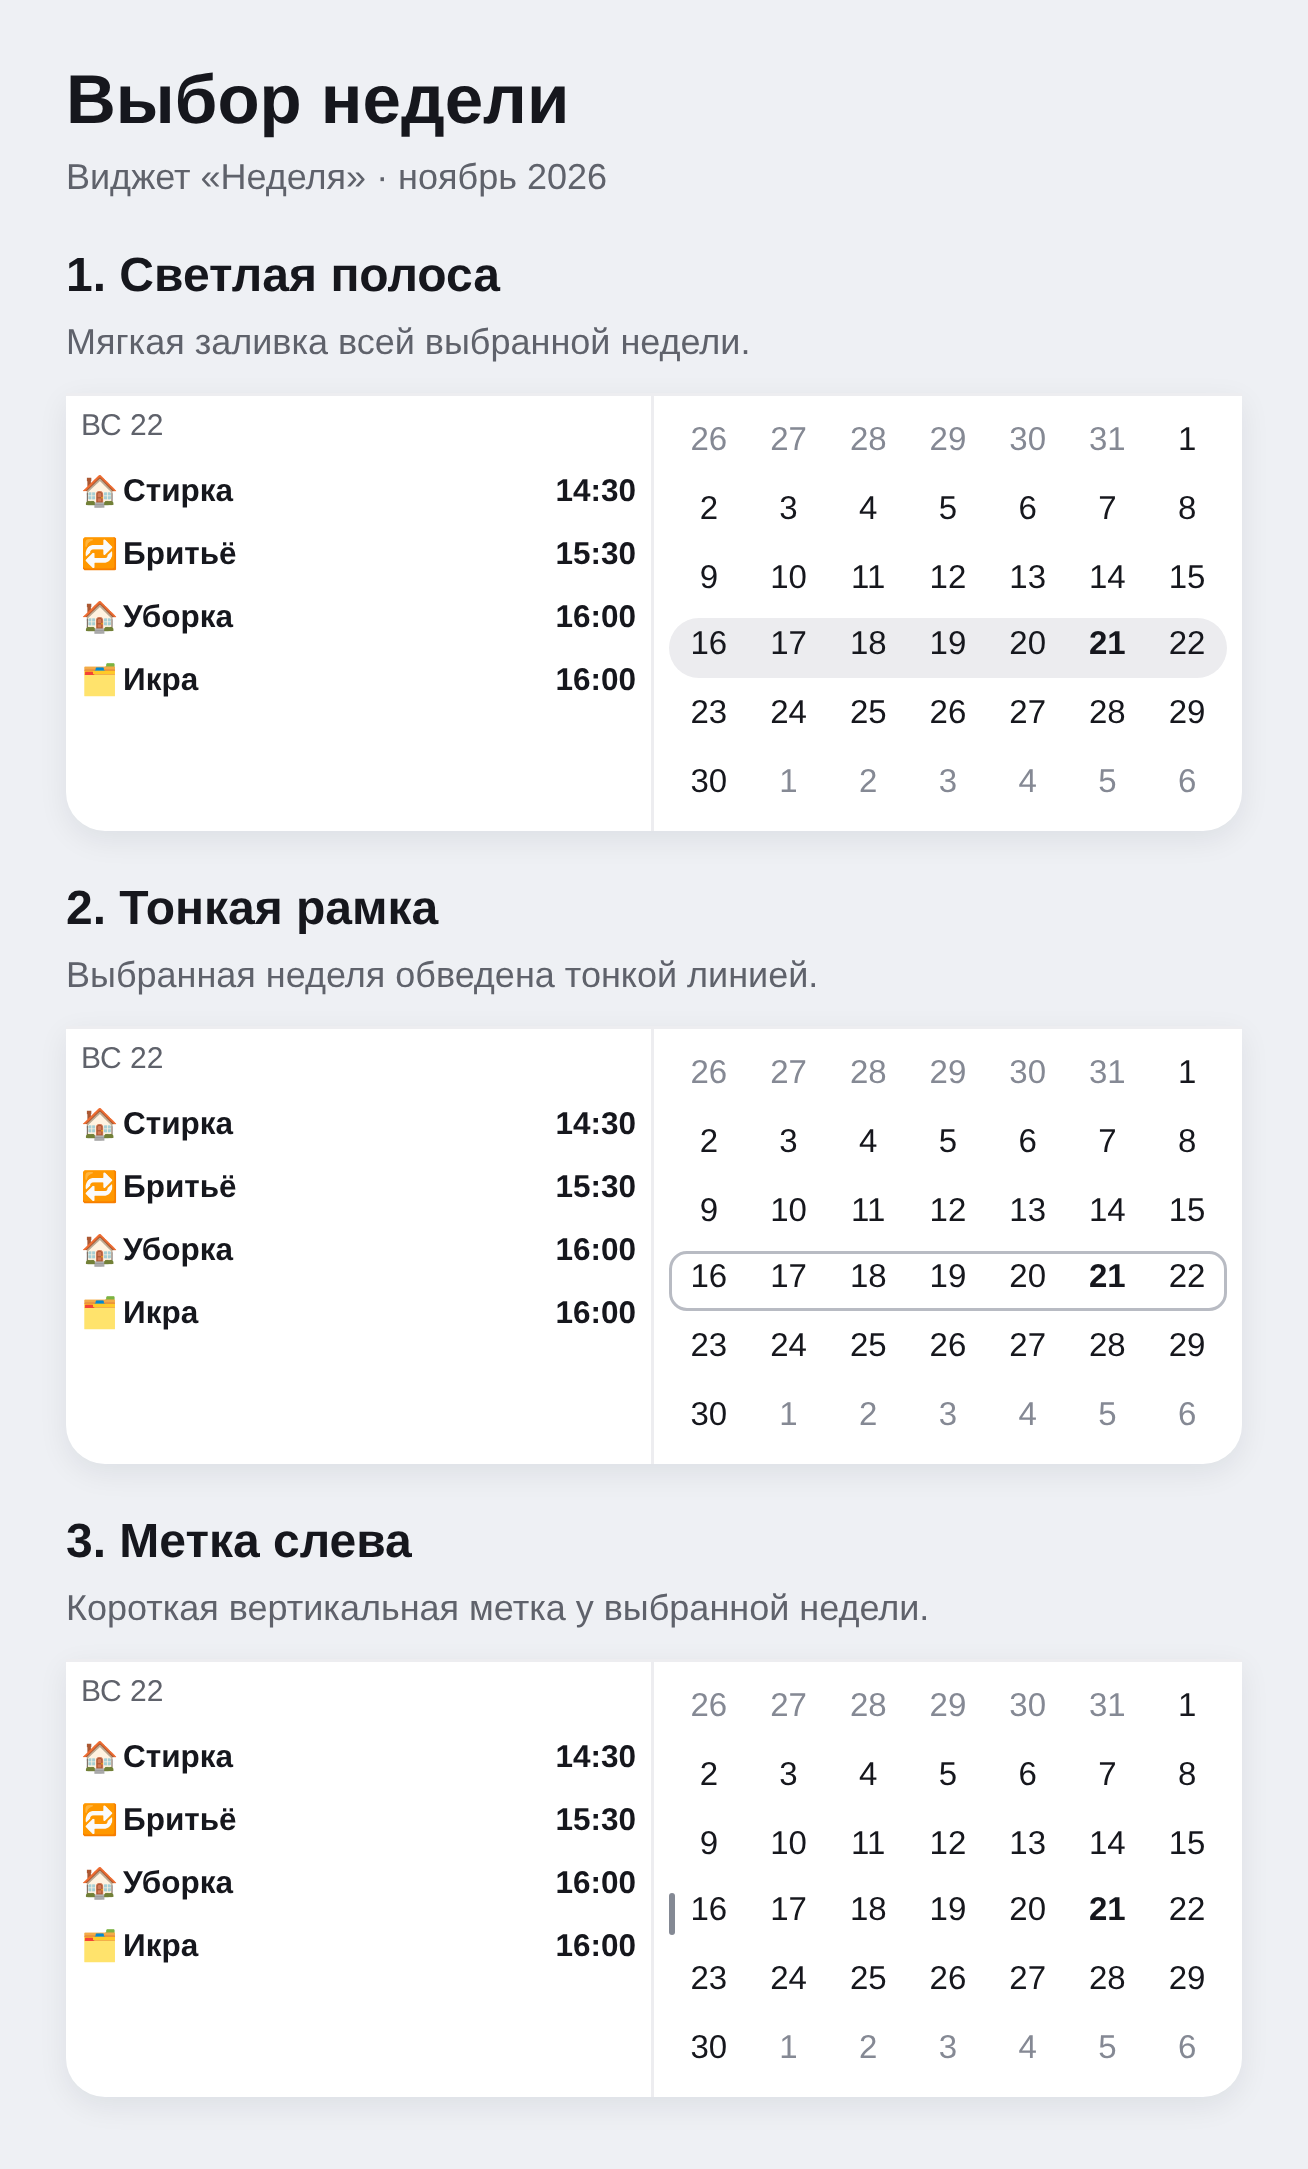 Выбор недели
Виджет «Неделя» · ноябрь 2026
1. Светлая полоса
Мягкая заливка всей выбранной недели.
ВС 22
Стирка 14:30
Бритьё 15:30
Уборка 16:00
Икра 16:00
26 27 28 29 30 31 1
2 3 4 5 6 7 8
9 10 11 12 13 14 15
16 17 18 19 20 21 22
23 24 25 26 27 28 29
30 1 2 3 4 5 6
2. Тонкая рамка
Выбранная неделя обведена тонкой линией.
ВС 22
Стирка 14:30
Бритьё 15:30
Уборка 16:00
Икра 16:00
26 27 28 29 30 31 1
2 3 4 5 6 7 8
9 10 11 12 13 14 15
16 17 18 19 20 21 22
23 24 25 26 27 28 29
30 1 2 3 4 5 6
3. Метка слева
Короткая вертикальная метка у выбранной недели.
ВС 22
Стирка 14:30
Бритьё 15:30
Уборка 16:00
Икра 16:00
26 27 28 29 30 31 1
2 3 4 5 6 7 8
9 10 11 12 13 14 15
16 17 18 19 20 21 22
23 24 25 26 27 28 29
30 1 2 3 4 5 6